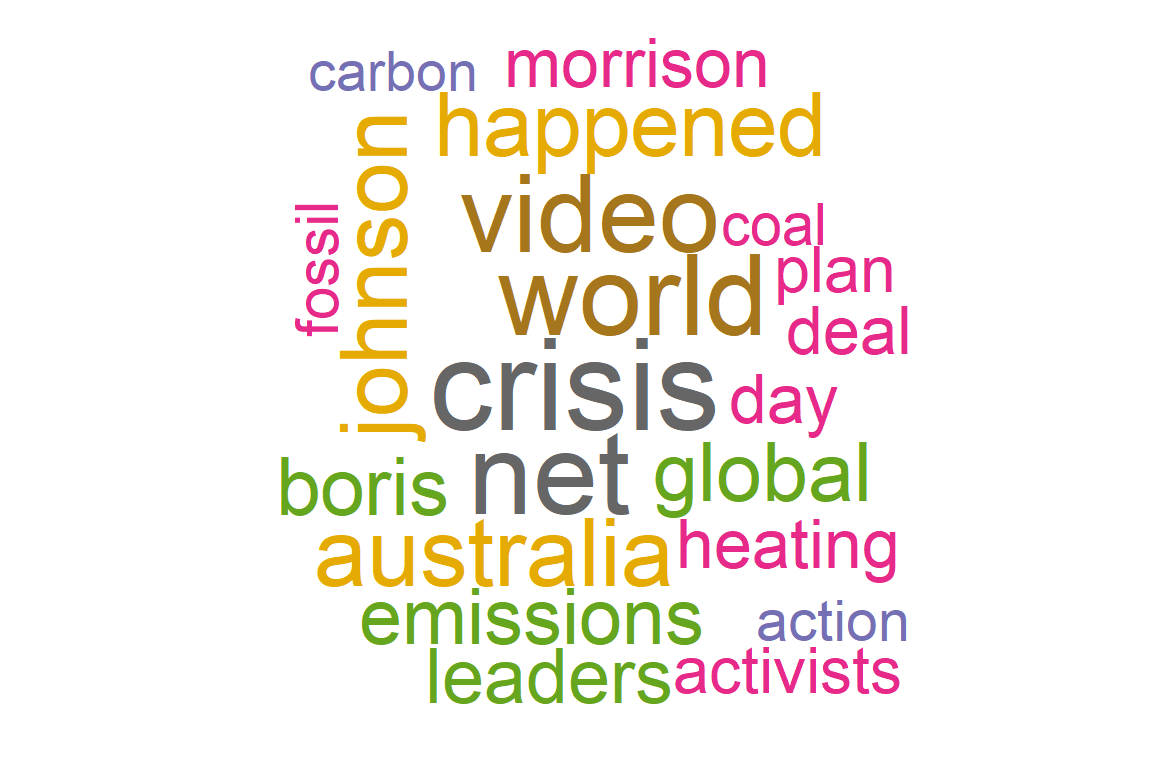 carbon
morrison
happened
johnson
fossil
video
coal
world
plan
deal
crisis
day
net
global
boris
australia
heating
emissions
action
leaders
activists